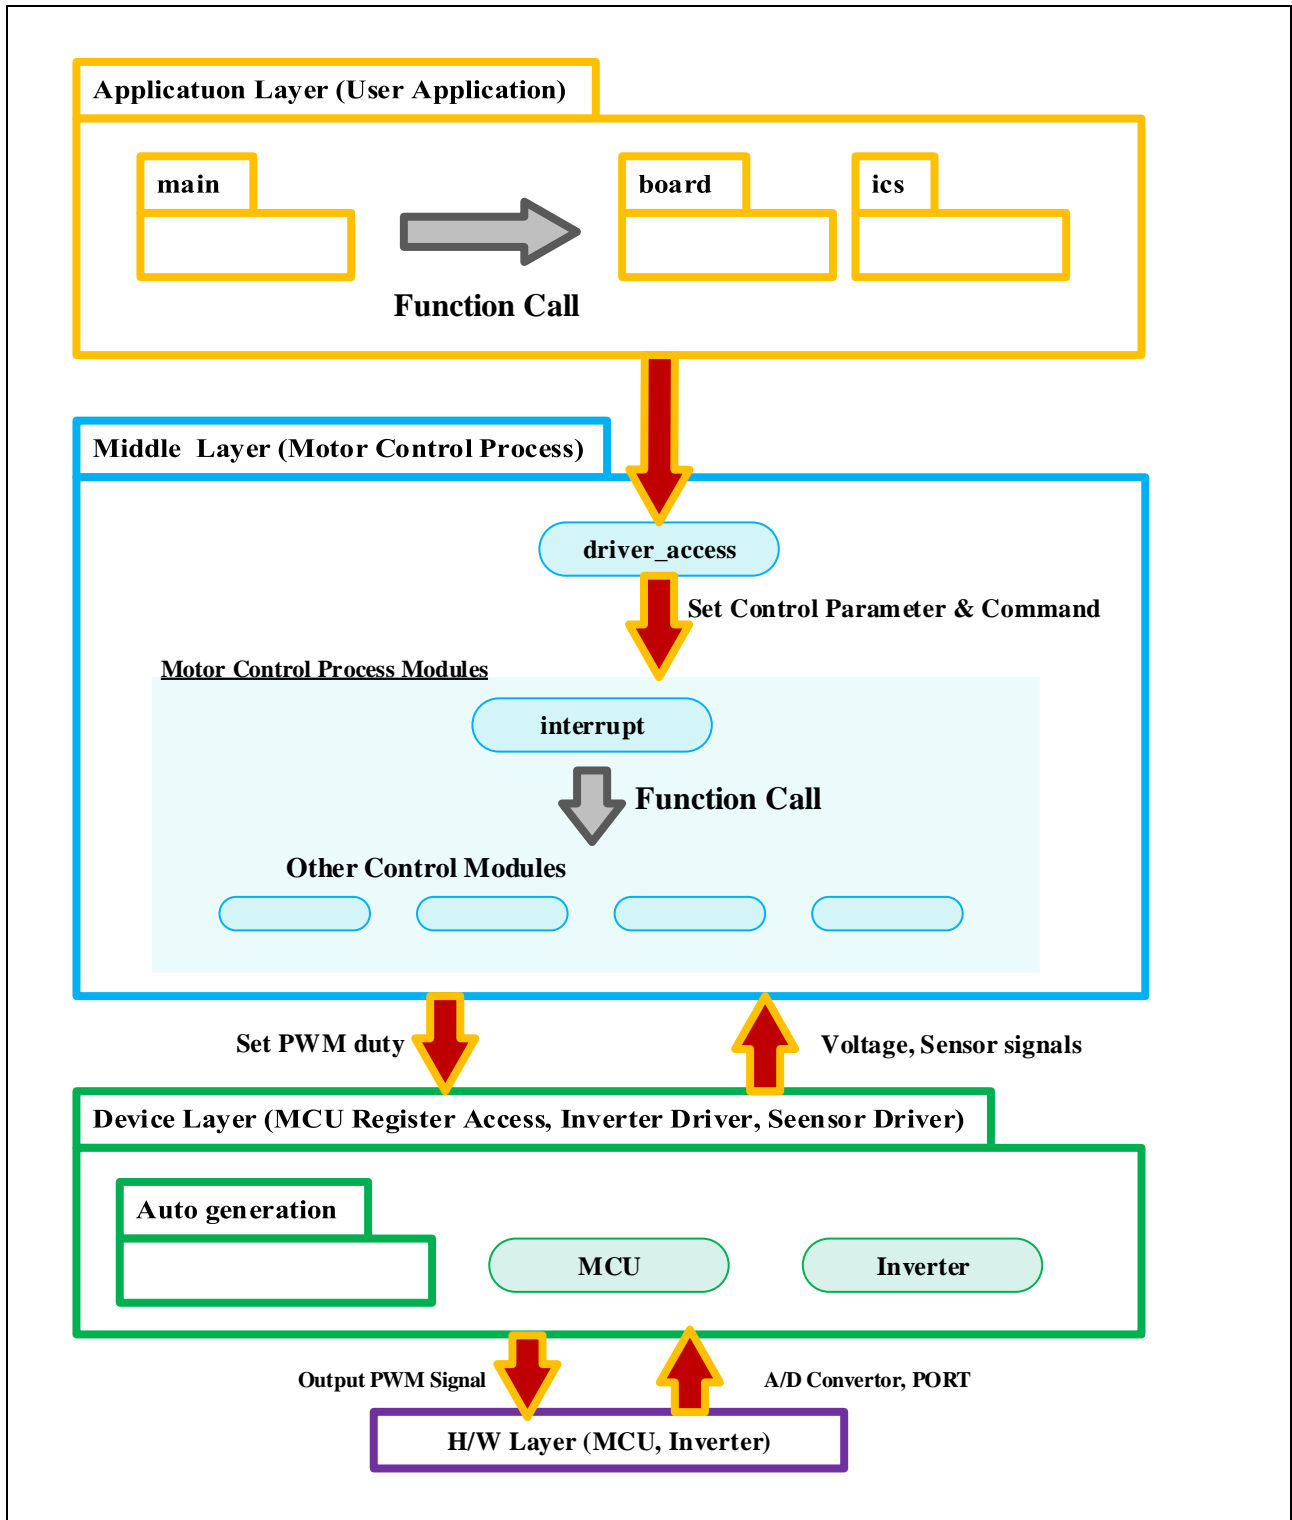 Applicatuon Layer (User Application)
main
board
ics
Function Call
Middle  Layer (Motor Control Process)
driver_access
Set Control Parameter & Command
Motor Control Process Modules
interrupt
Function Call
Other Control Modules
Set PWM duty
Voltage, Sensor signals
Device Layer (MCU Register Access, Inverter Driver, Seensor Driver)
Auto generation
MCU
Inverter
Output PWM Signal
A/D Convertor, PORT
H/W Layer (MCU, Inverter)